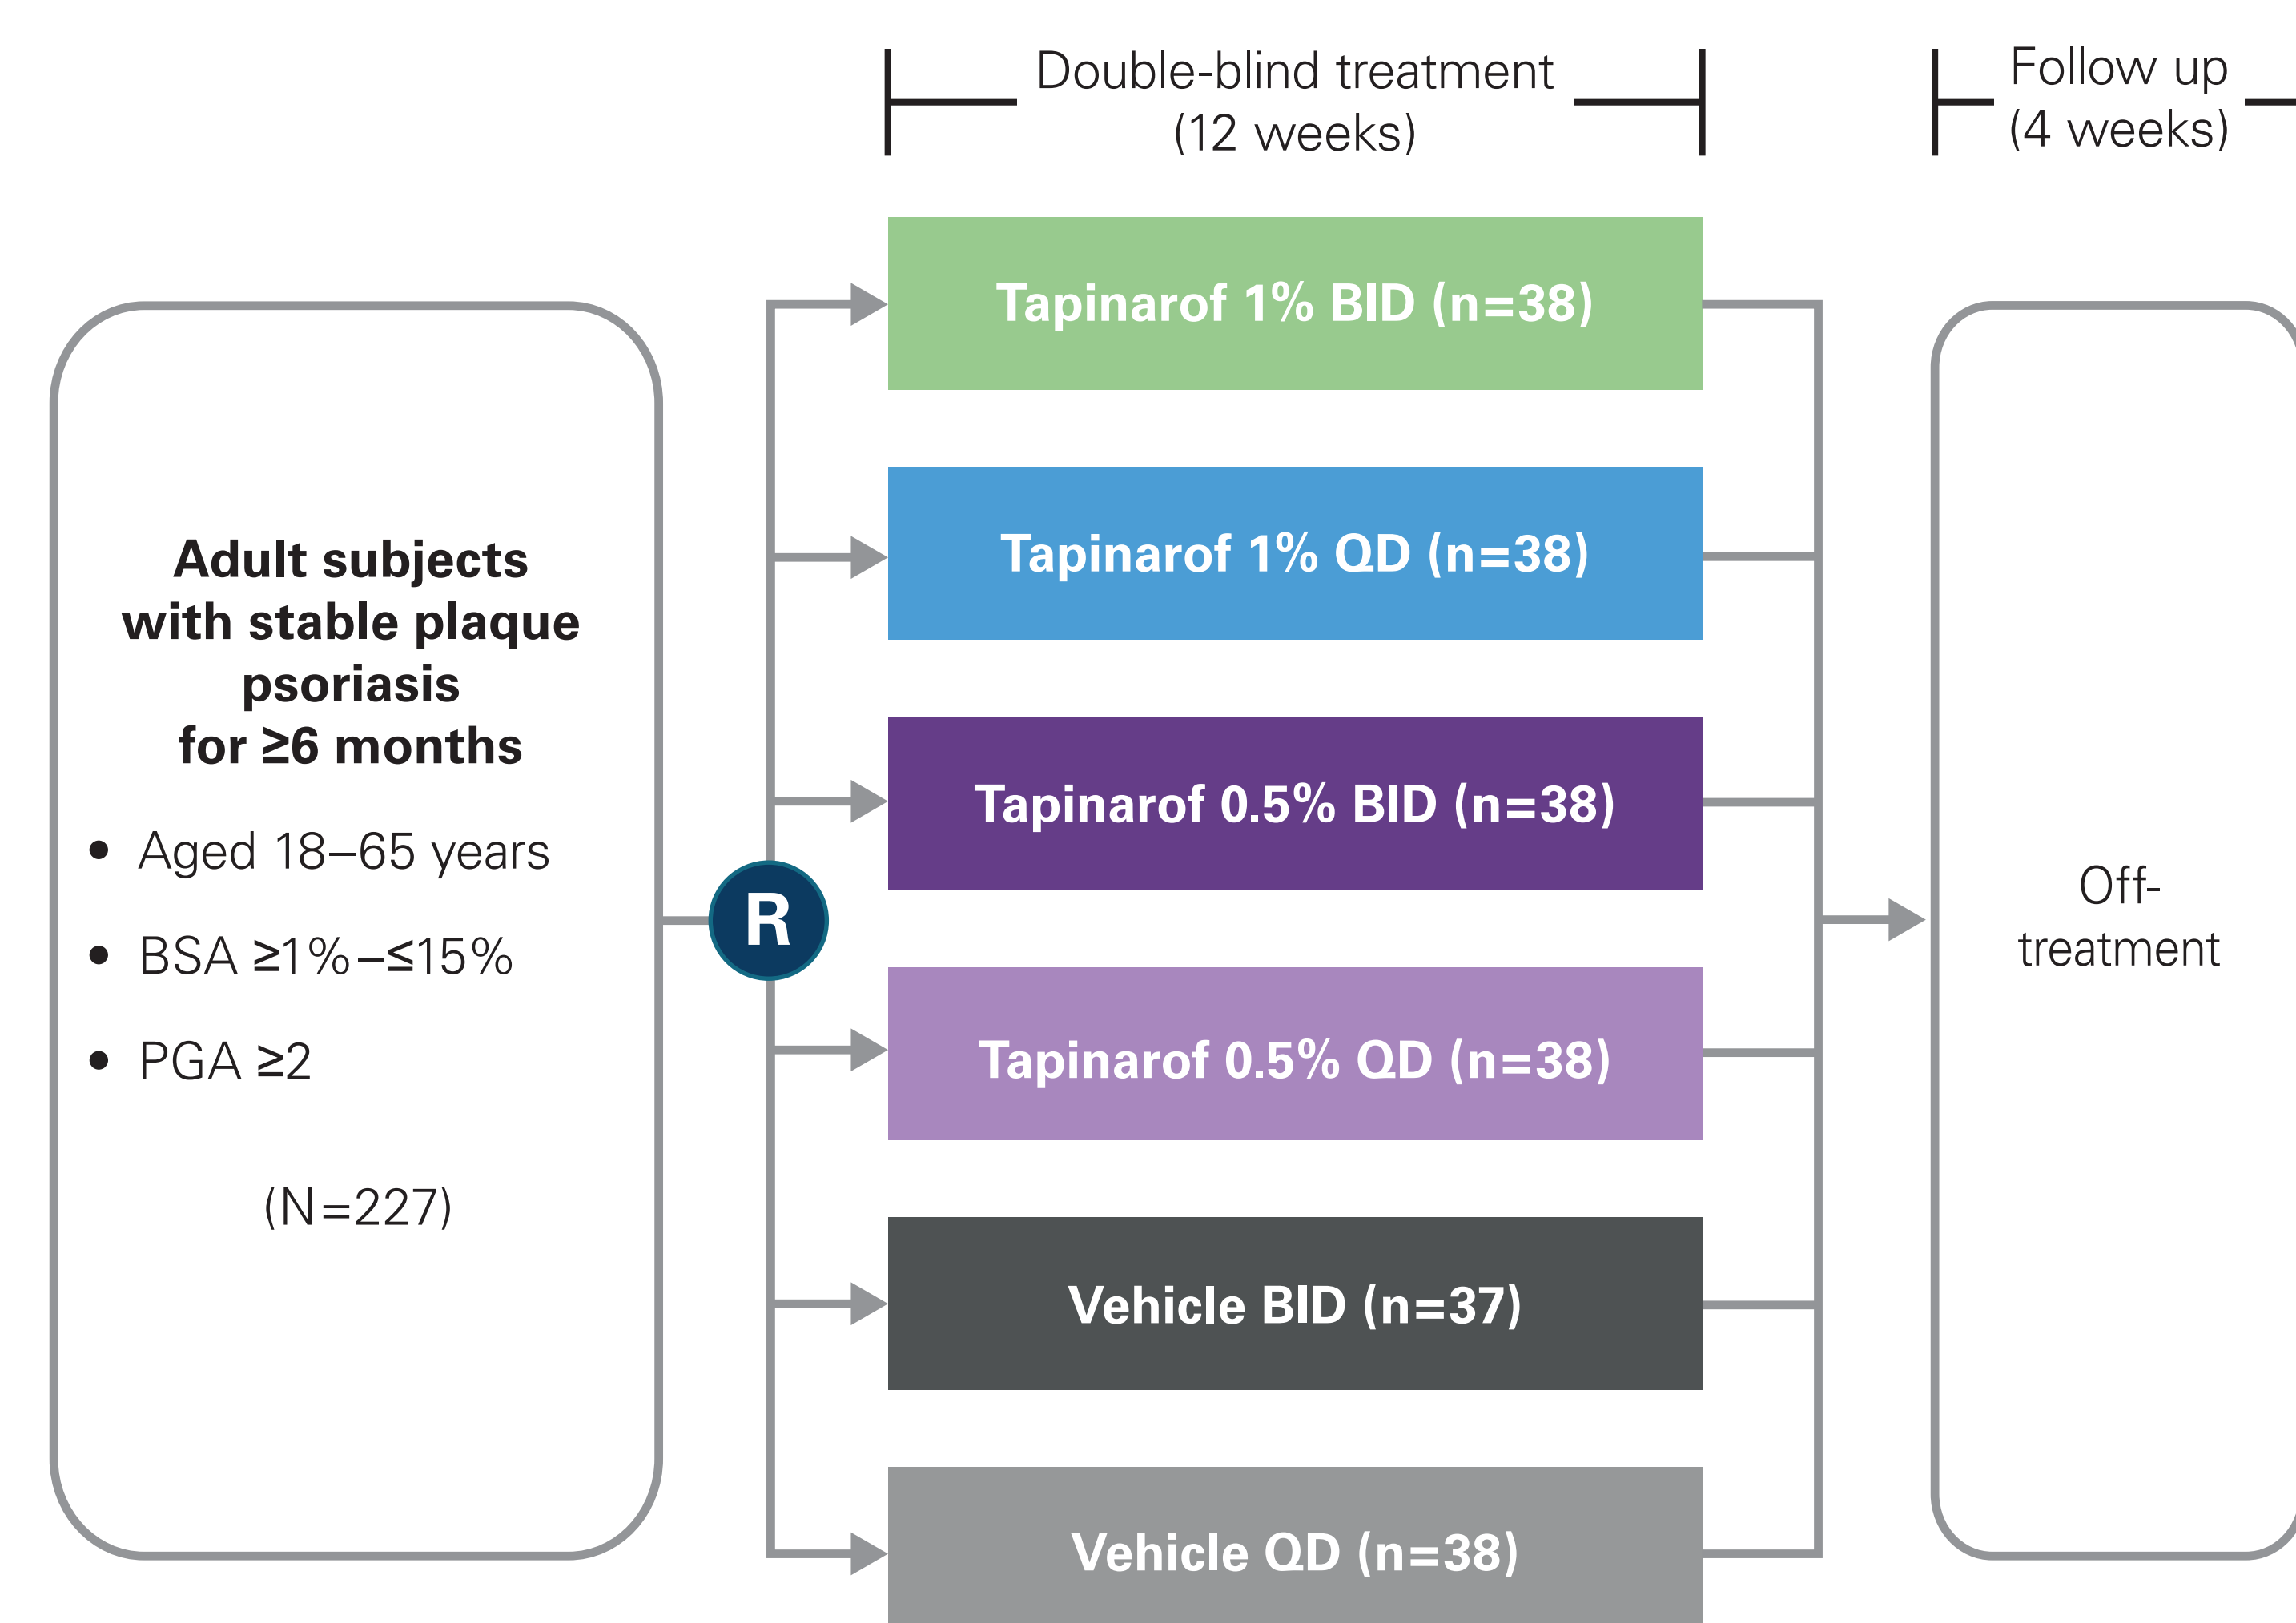 Double-blind treatment
(12 weeks)
Follow up
(4 weeks)
Adult subjects
with stable plaque
psoriasis
for ≥6 months
• Aged 18–65 years
• BSA ≥1%–≤15%
• PGA ≥2
(N=227)
R
Tapinarof 1% BID (n=38)
Tapinarof 1% QD (n=38)
Tapinarof 0.5% BID (n=38)
Tapinarof 0.5% QD (n=38)
Vehicle BID (n=37)
Vehicle QD (n=38)
Off-
treatment